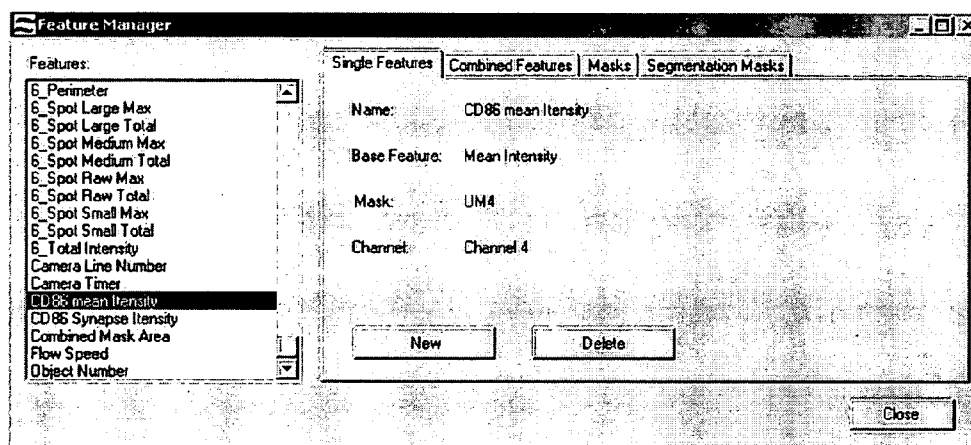 Feature Manager
Features:
6_Perimeter
6_Spot Large Max
6_Spot Large Total
6_Spot Medium Max
6_Spot Medium Total
6_Spot Raw Max
6_Spot Raw Total
6_Spot Small Max
6_Spot Small Total
6_Total Intensity
Camera Line Number
Camera Timer
CD86 mean Itensity
CD86 Synapse Itensity
Combined Mask Area
Flow Speed
Object Number
Single Features
Combined Features
Masks
Segmentation Masks
Name: CD86 mean Itensity
Base Feature: Mean Intensity
Mask: UM4
Channel: Channel 4
New
Delete
Close